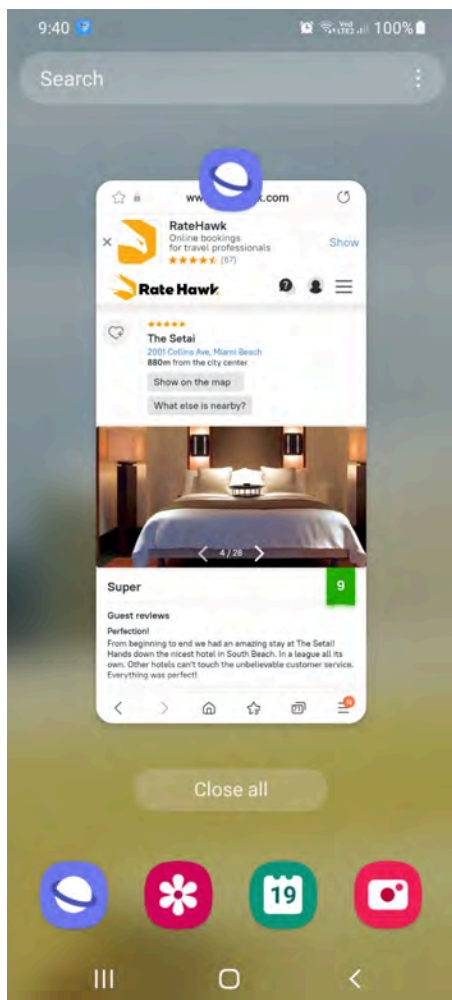 9:40 100%
Search
www. .com
RateHawk
Online bookings
for travel professionals
(67)
Show
Rate Hawk
The Setai
2001 Collins Ave, Miami Beach
880m from the city center
Show on the map
What else is nearby?
4 / 28
Super
9
Guest reviews
Perfection!
From beginning to end we had an amazing stay at The Setai!
Hands down the nicest hotel in South Beach. In a league all its
own. Other hotels can't touch the unbelievable customer service.
Everything was perfect!
N
Close all
19